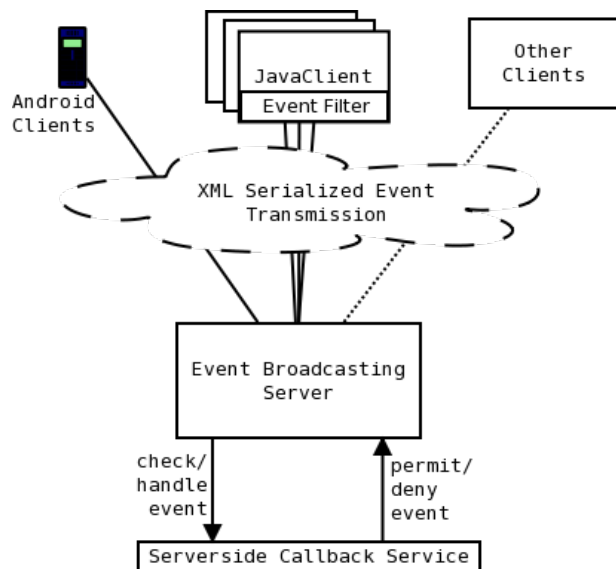 JavaClient
Event Filter
Other
Clients
Android
Clients
XML Serialized Event
Transmission
Event Broadcasting
Server
check/
handle
event
permit/
deny
event
Serverside Callback Service